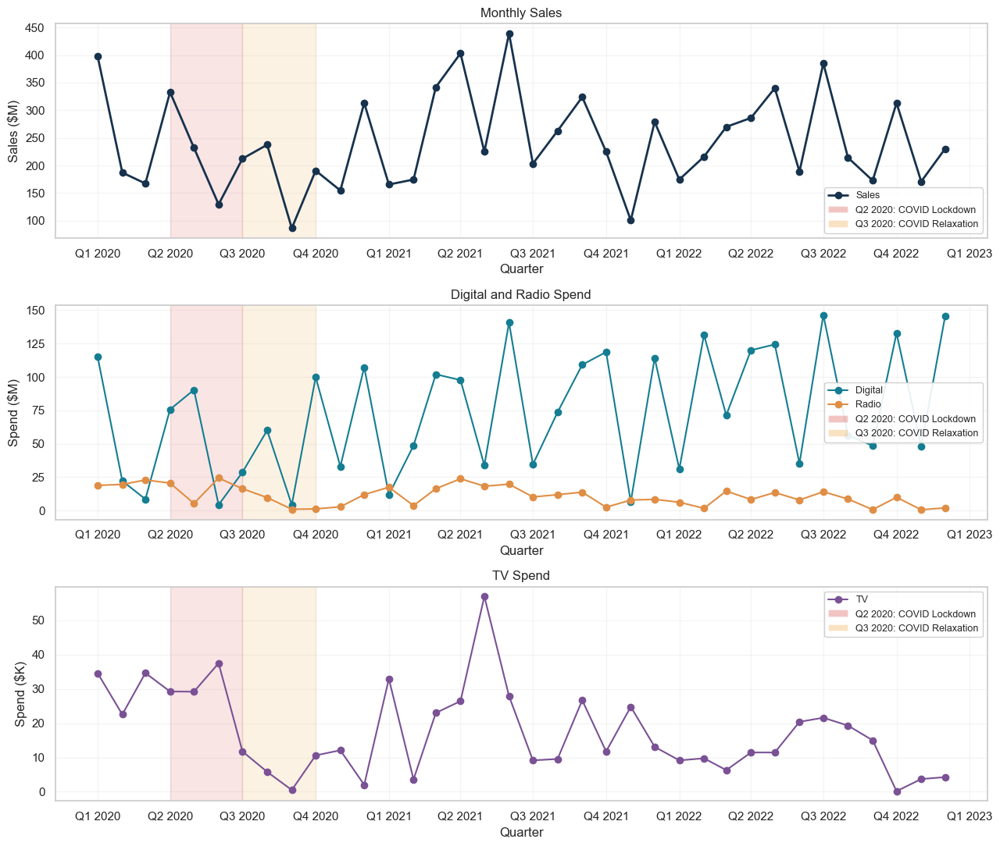 Monthly Sales
450
400
350
300
250
200
150
100
Sales ($M)
Sales
Q2 2020: COVID Lockdown
Q3 2020: COVID Relaxation
Q1 2020 Q2 2020 Q3 2020 Q4 2020 Q1 2021 Q2 2021 Q3 2021 Q4 2021 Q1 2022 Q2 2022 Q3 2022 Q4 2022 Q1 2023
Quarter
Digital and Radio Spend
150
125
100
75
50
25
0
Spend ($M)
Digital
Radio
Q2 2020: COVID Lockdown
Q3 2020: COVID Relaxation
Q1 2020 Q2 2020 Q3 2020 Q4 2020 Q1 2021 Q2 2021 Q3 2021 Q4 2021 Q1 2022 Q2 2022 Q3 2022 Q4 2022 Q1 2023
Quarter
TV Spend
50
40
30
20
10
0
Spend ($K)
TV
Q2 2020: COVID Lockdown
Q3 2020: COVID Relaxation
Q1 2020 Q2 2020 Q3 2020 Q4 2020 Q1 2021 Q2 2021 Q3 2021 Q4 2021 Q1 2022 Q2 2022 Q3 2022 Q4 2022 Q1 2023
Quarter